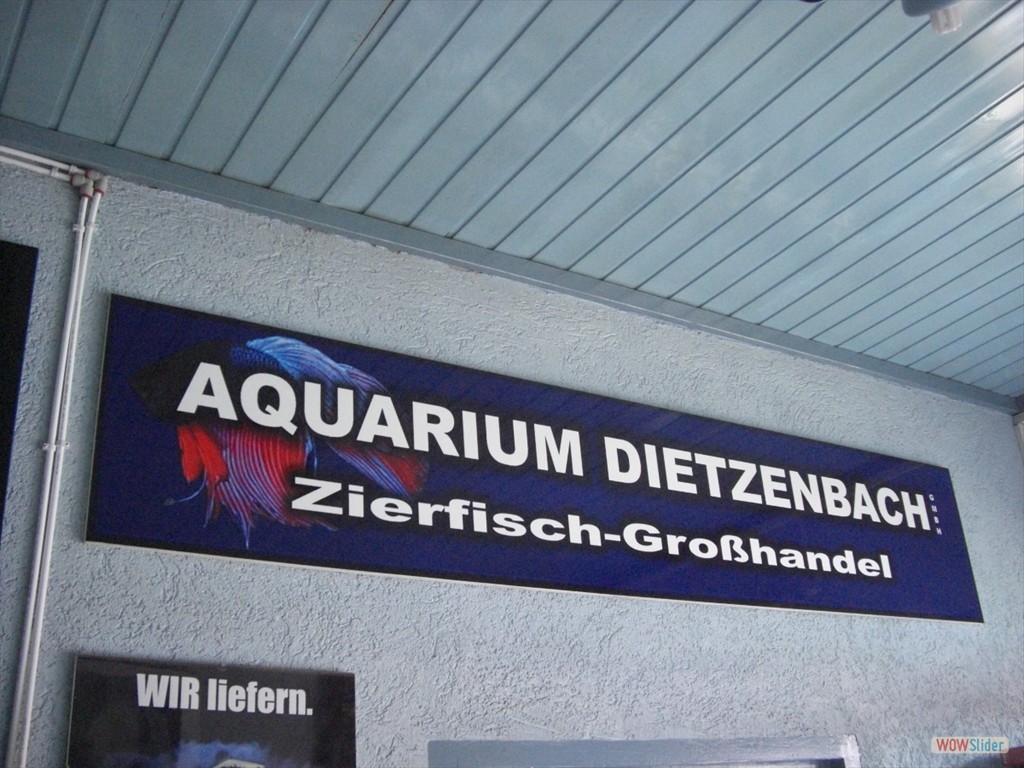 AQUARIUM DIETZENBACH GMBH
Zierfisch-Großhandel
WIR liefern.
WOWSlider